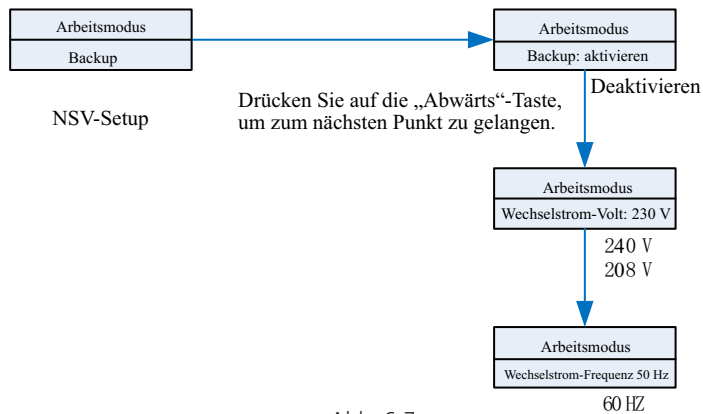 Arbeitsmodus
Backup
NSV-Setup
Arbeitsmodus
Backup: aktivieren
Deaktivieren
Drücken Sie auf die „Abwärts“-Taste,
um zum nächsten Punkt zu gelangen.
Arbeitsmodus
Wechselstrom-Volt: 230 V
240 V
208 V
Arbeitsmodus
Wechselstrom-Frequenz 50 Hz
60 HZ